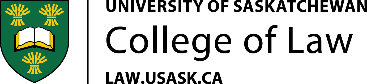 UNIVERSITY OF SASKATCHEWAN
College of Law
LAW.USASK.CA